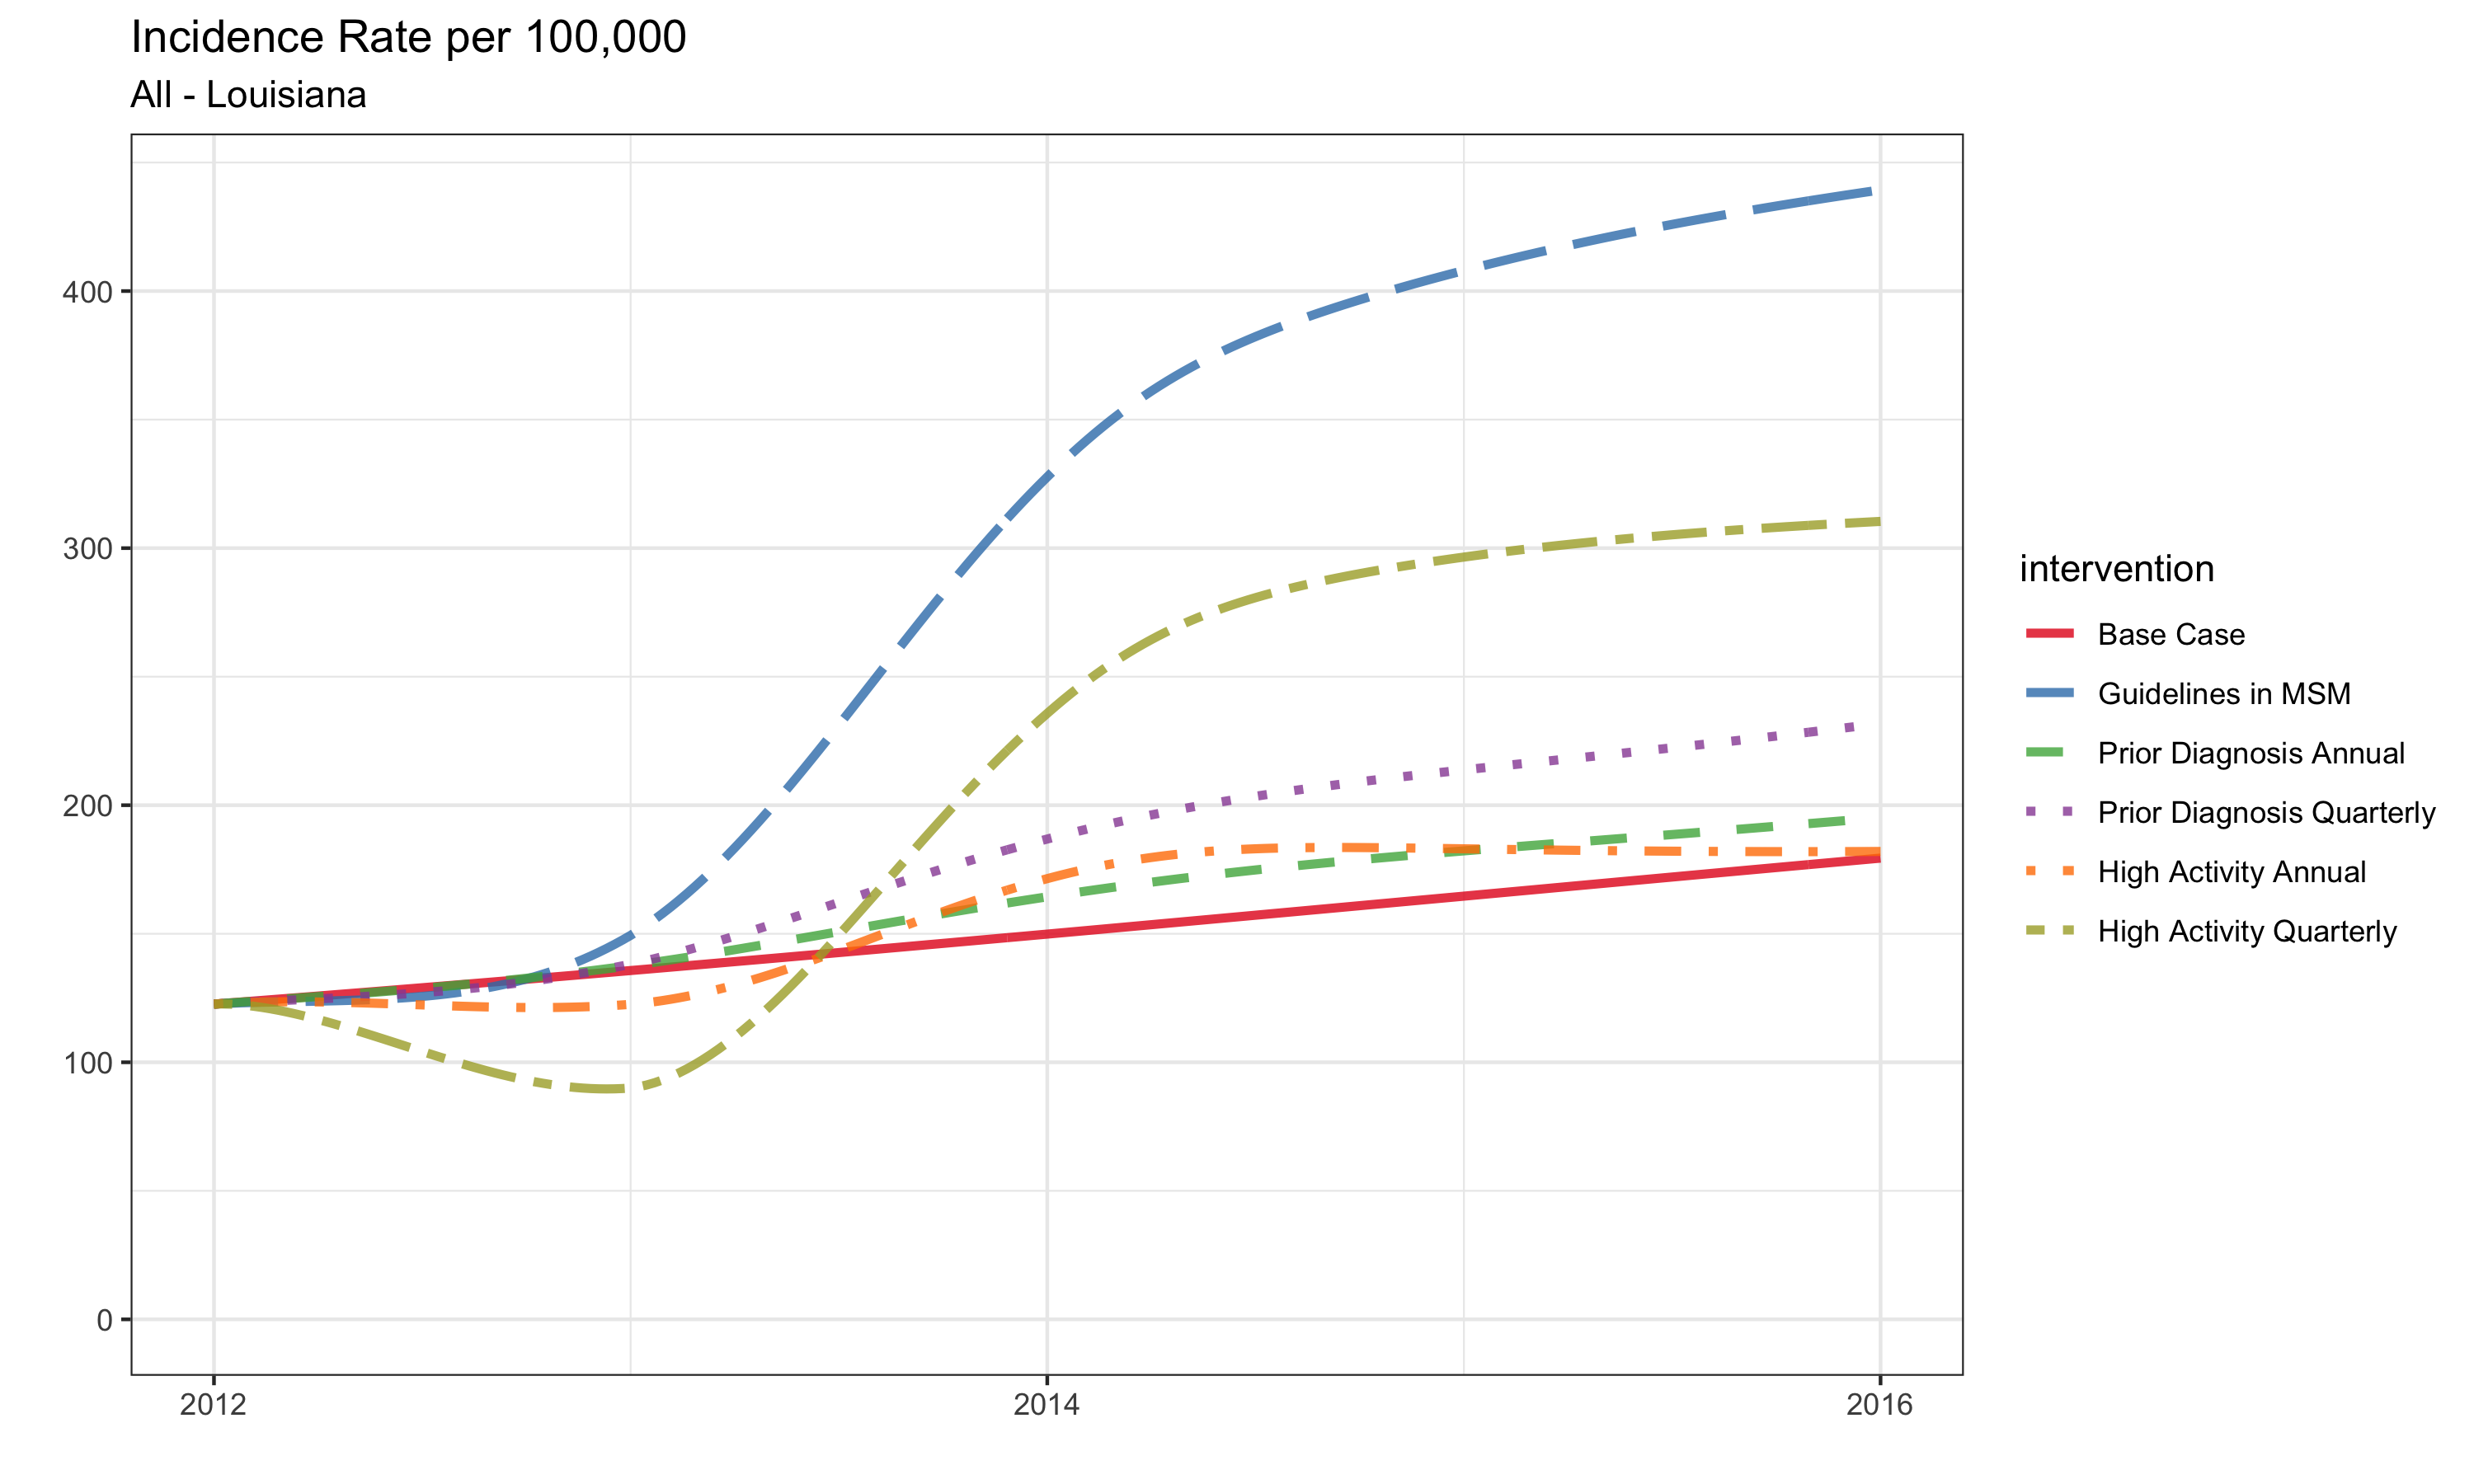 Incidence Rate per 100,000
All - Louisiana
400
300
200
100
0
2012
2014
2016
intervention
Base Case
Guidelines in MSM
Prior Diagnosis Annual
Prior Diagnosis Quarterly
High Activity Annual
High Activity Quarterly